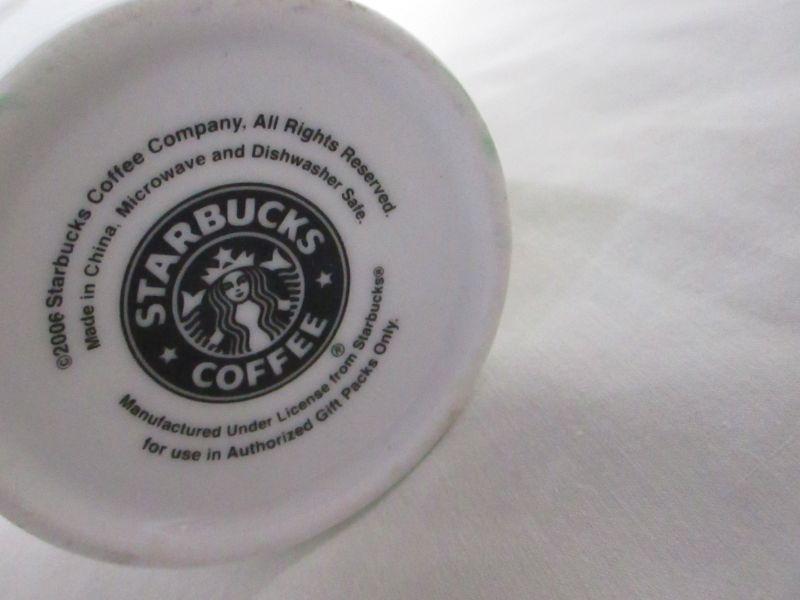 ©2006 Starbucks Coffee Company, All Rights Reserved.
Made in China, Microwave and Dishwasher Safe.
STARBUCKS
COFFEE
®
Manufactured Under License from Starbucks®
for use in Authorized Gift Packs Only.